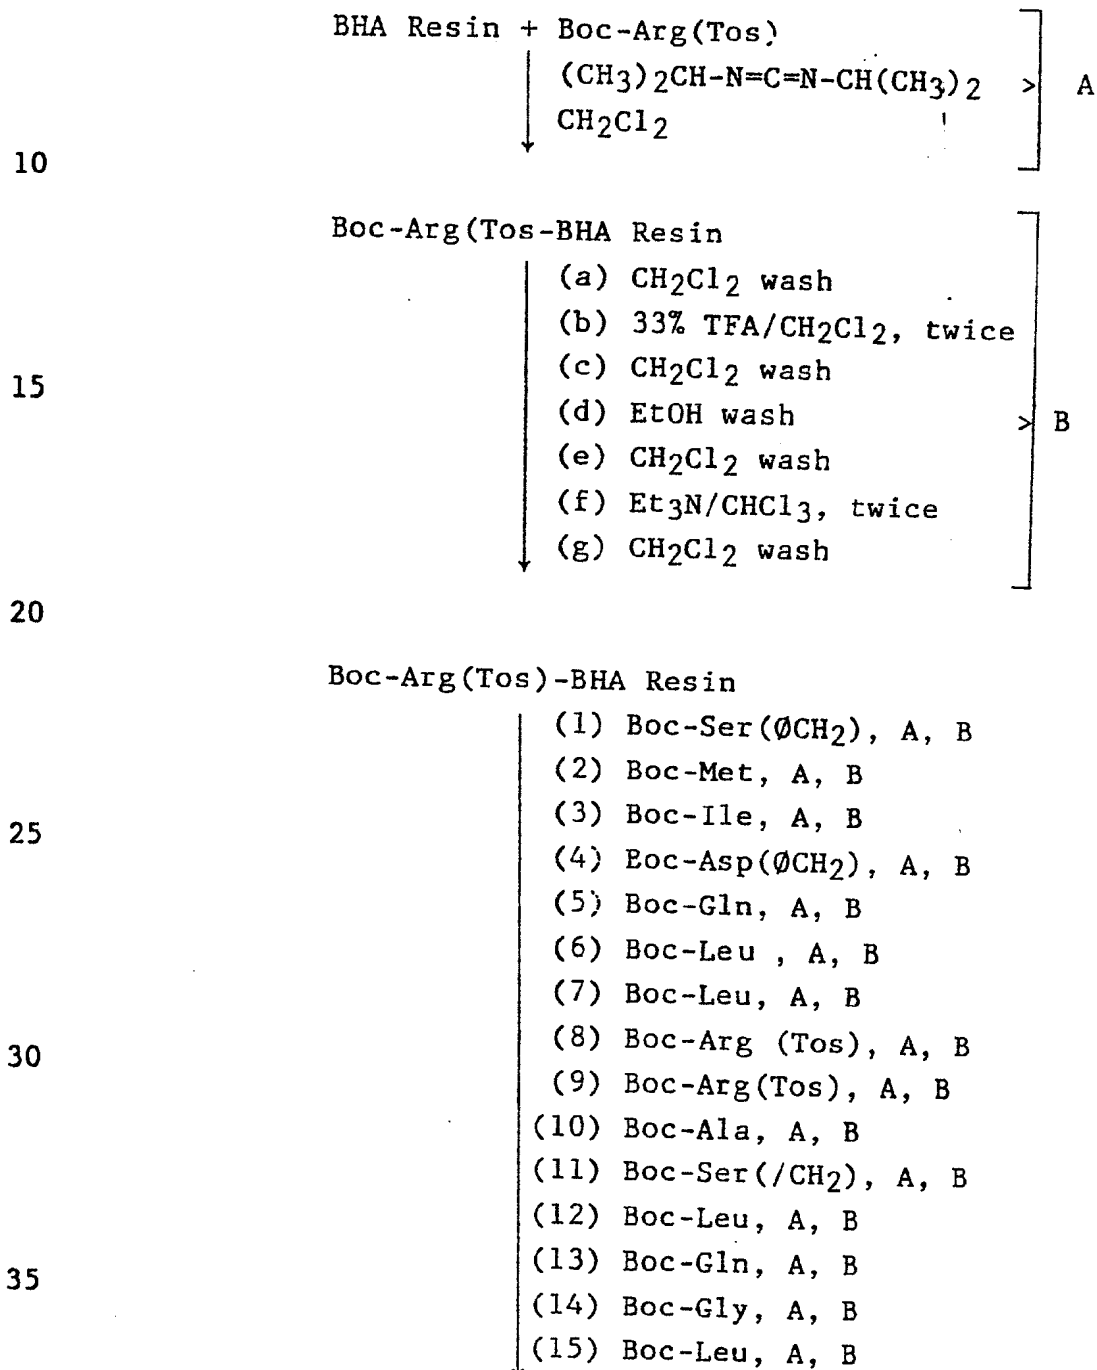 BHA Resin + Boc-Arg(Tos)
(CH3)2CH-N=C=N-CH(CH3)2 > A
CH2Cl2
10
Boc-Arg(Tos-BHA Resin
(a) CH2Cl2 wash
(b) 33% TFA/CH2Cl2, twice
(c) CH2Cl2 wash
15
(d) EtOH wash > B
(e) CH2Cl2 wash
(f) Et3N/CHCl3, twice
(g) CH2Cl2 wash
20
Boc-Arg(Tos)-BHA Resin
(1) Boc-Ser(ØCH2), A, B
(2) Boc-Met, A, B
(3) Boc-Ile, A, B
25
(4) Boc-Asp(ØCH2), A, B
(5) Boc-Gln, A, B
(6) Boc-Leu , A, B
(7) Boc-Leu, A, B
(8) Boc-Arg (Tos), A, B
30
(9) Boc-Arg(Tos), A, B
(10) Boc-Ala, A, B
(11) Boc-Ser(/CH2), A, B
(12) Boc-Leu, A, B
(13) Boc-Gln, A, B
35
(14) Boc-Gly, A, B
(15) Boc-Leu, A, B